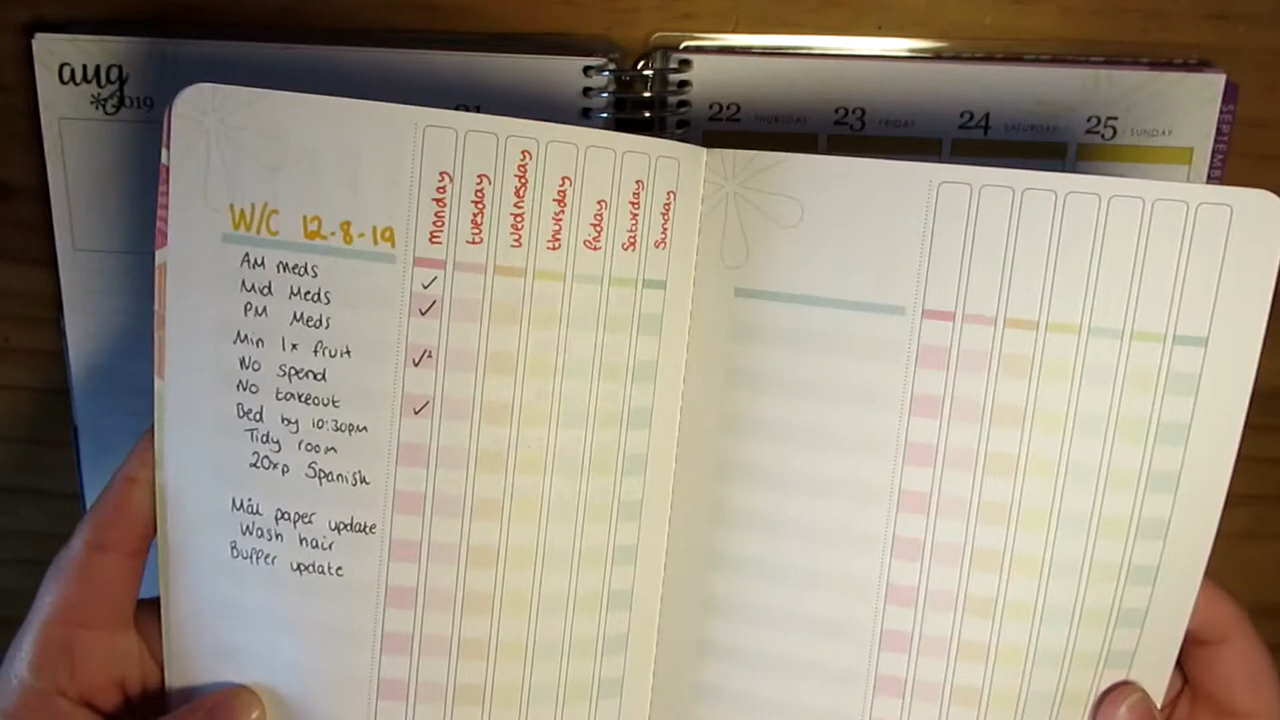 aug
2019
21
22 THURSDAY
23 FRIDAY
24 SATURDAY
25 SUNDAY
SEPTEMBE
W/C 12-8-19
monday
tuesday
wednesday
thursday
friday
Saturday
Sunday
AM meds
Mid Meds
PM Meds
Min 1x fruit
No spend
No takeout
Bed by 10:30pm
Tidy room
20xp Spanish
paper update
Wash hair
Buffer update